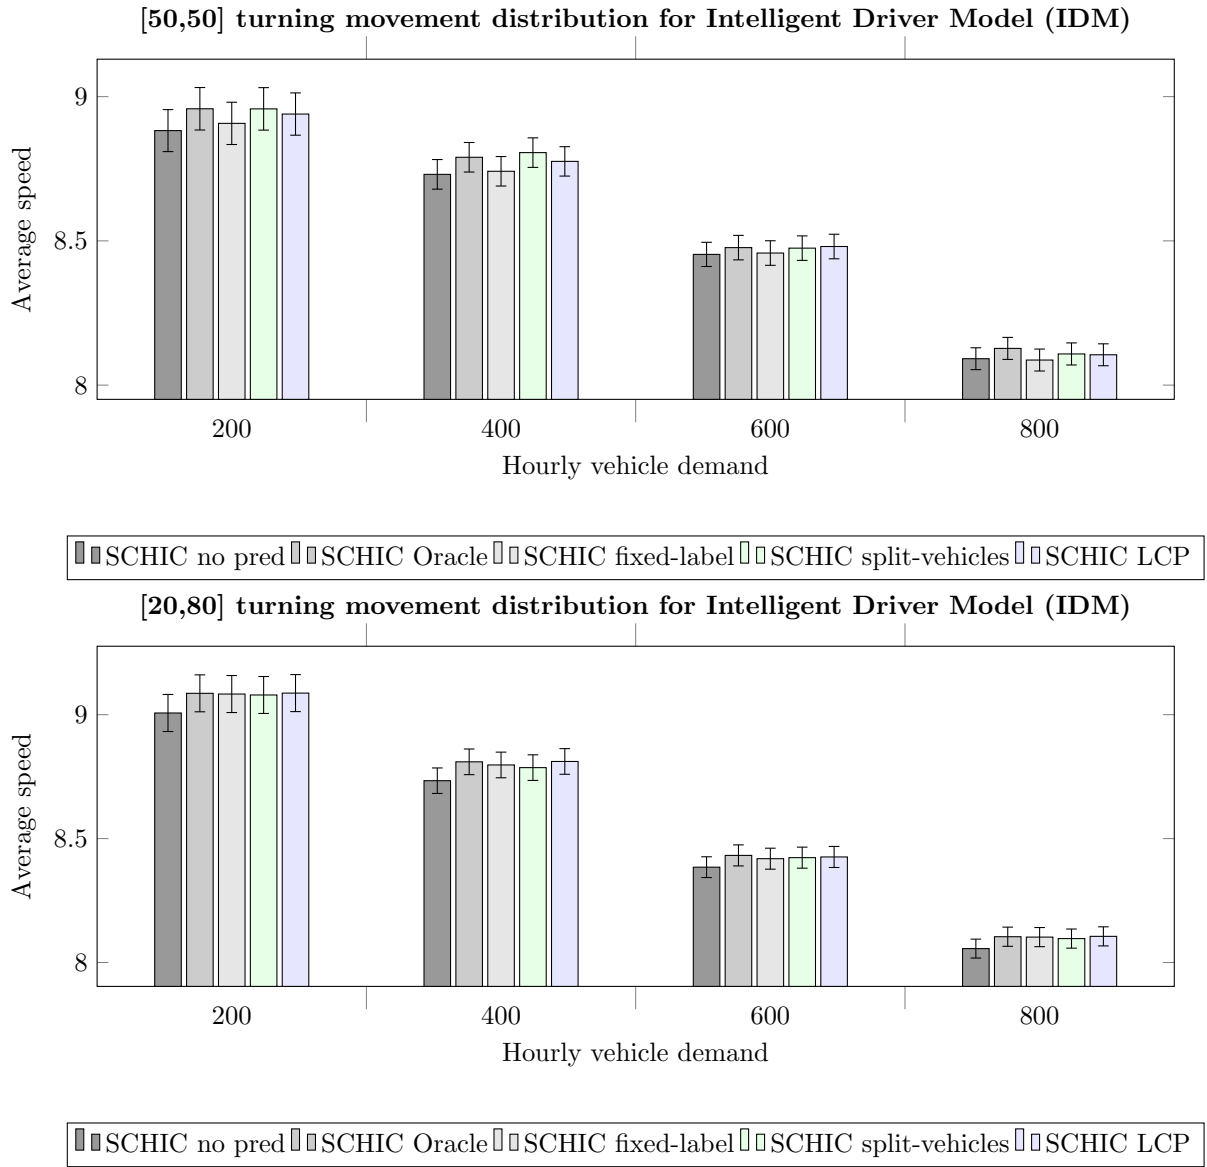 [50,50] turning movement distribution for Intelligent Driver Model (IDM)
9
8.5
8
Average speed
200 400 600 800
Hourly vehicle demand
SCHIC no pred SCHIC Oracle SCHIC fixed-label SCHIC split-vehicles SCHIC LCP
[20,80] turning movement distribution for Intelligent Driver Model (IDM)
9
8.5
8
Average speed
200 400 600 800
Hourly vehicle demand
SCHIC no pred SCHIC Oracle SCHIC fixed-label SCHIC split-vehicles SCHIC LCP